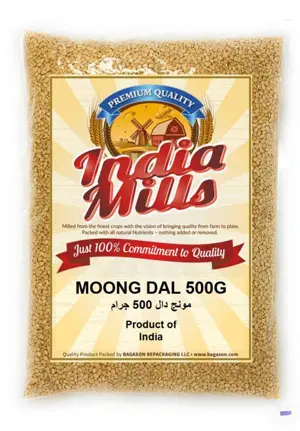 PREMIUM QUALITY
India
Mills
Milled from the finest crops with the vision of bringing quality from farm to plate.
Packed with all natural Nutrients - nothing added or removed.
Just 100% Commitment to Quality
MOONG DAL 500G
مونج دال 500 جرام
Product of
India
Quality Product Packed by BAGASON REPACKAGING LLC • www.bagason.com